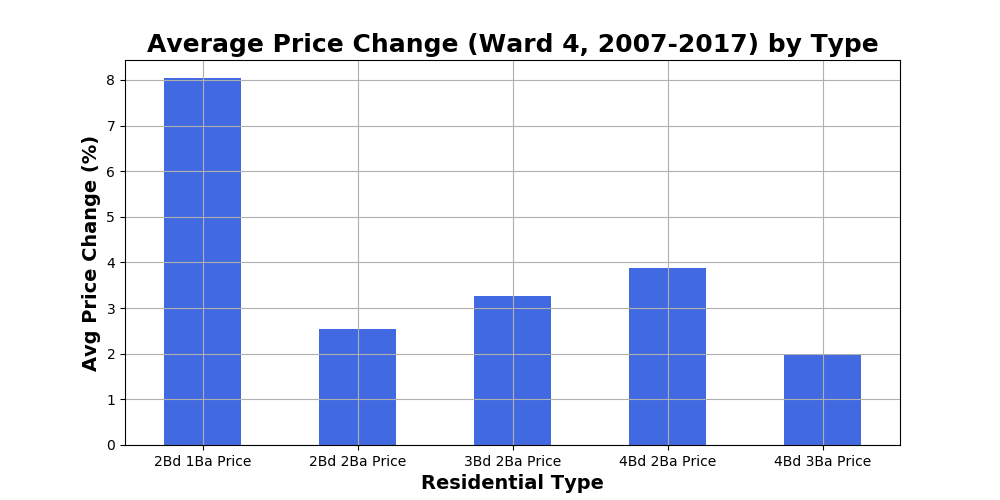 Average Price Change (Ward 4, 2007-2017) by Type
Avg Price Change (%)
8
7
6
5
4
3
2
1
0
2Bd 1Ba Price 2Bd 2Ba Price 3Bd 2Ba Price 4Bd 2Ba Price 4Bd 3Ba Price
Residential Type